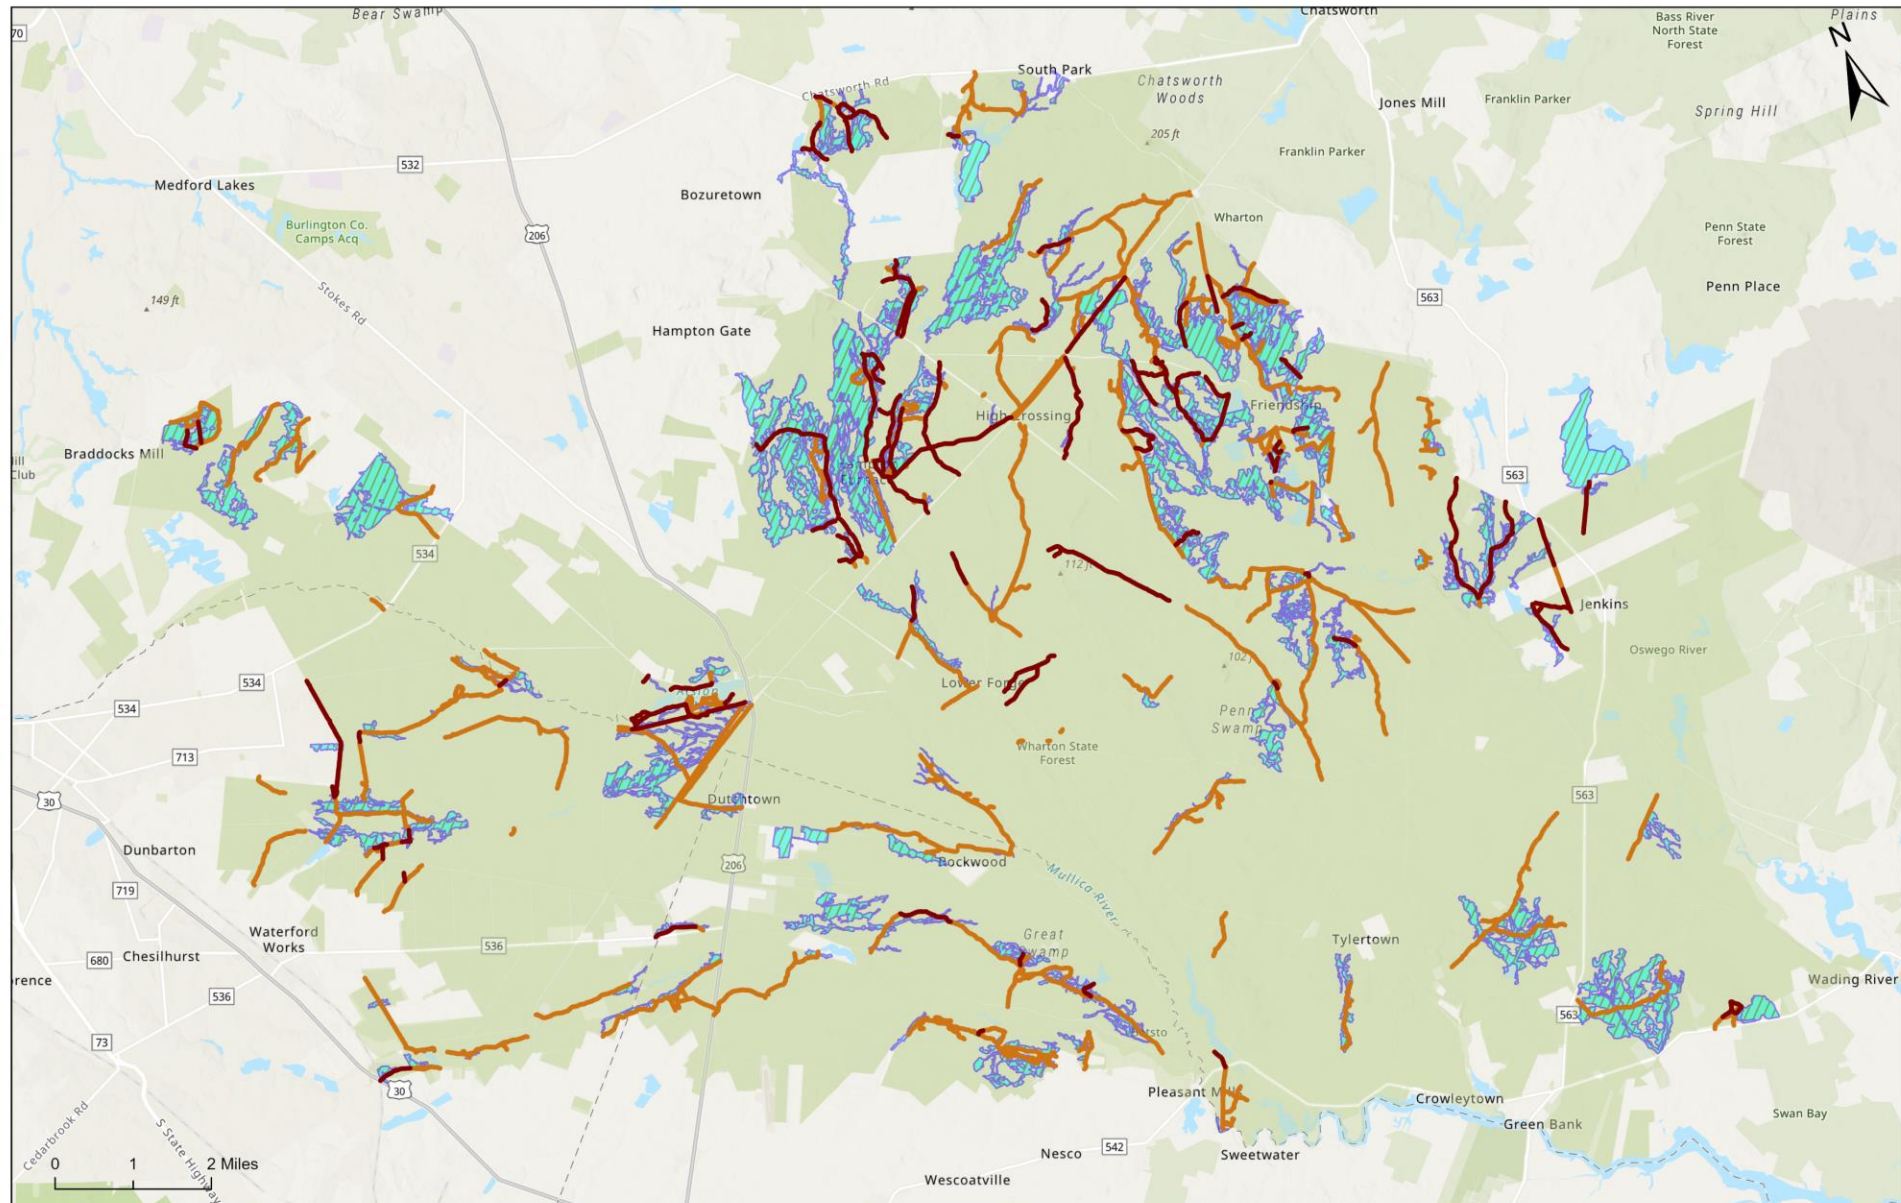 Bear Swamp
Chatsworth
Bass River
North State
Forest
Plains
N
70
Chatsworth Rd
South Park
Chatsworth
Woods
205 ft
Jones Mill
Franklin Parker
Spring Hill
Franklin Parker
532
Medford Lakes
Bozuretown
Burlington Co.
Camps Acq
206
Wharton
Penn State
Forest
Penn Place
563
149 ft
Stokes Rd
Hampton Gate
High Crossing
Friendship
Braddocks Mill
Club
563
534
112 ft
Jenkins
Oswego River
102 f
534
534
Lower Forge
Penn
Swamp
Wharton State
Forest
713
30
Dutchtown
563
Dunbarton
206
Rockwood
719
Mullica River
Waterford
Works
536
Great
Swamp
Tylertown
680
Chesilhurst
Wading River
536
563
73
30
Pleasant Mill
Crowleytown
Green Bank
Swan Bay
Cedarbrook Rd
S State Highway
542
Nesco
Sweetwater
0 1 2 Miles
Wescoatville